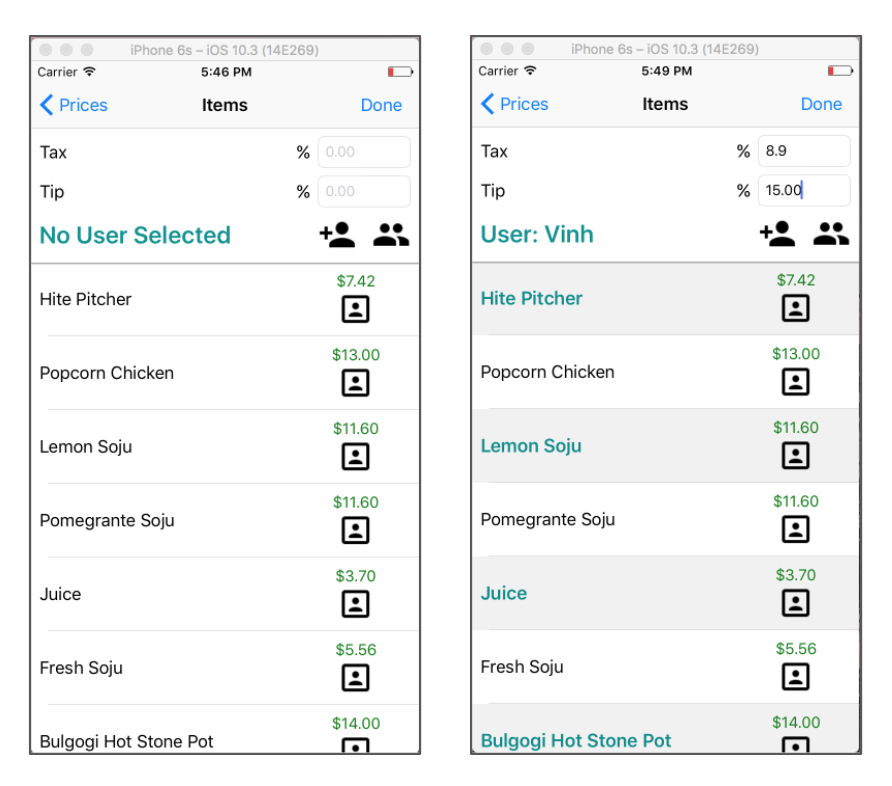 iPhone 6s – iOS 10.3 (14E269)
Carrier 5:46 PM
Prices Items Done
Tax % 0.00
Tip % 0.00
No User Selected
$7.42
Hite Pitcher
$13.00
Popcorn Chicken
$11.60
Lemon Soju
$11.60
Pomegrante Soju
$3.70
Juice
$5.56
Fresh Soju
$14.00
Bulgogi Hot Stone Pot
iPhone 6s – iOS 10.3 (14E269)
Carrier 5:49 PM
Prices Items Done
Tax % 8.9
Tip % 15.00
User: Vinh
$7.42
Hite Pitcher
$13.00
Popcorn Chicken
$11.60
Lemon Soju
$11.60
Pomegrante Soju
$3.70
Juice
$5.56
Fresh Soju
$14.00
Bulgogi Hot Stone Pot